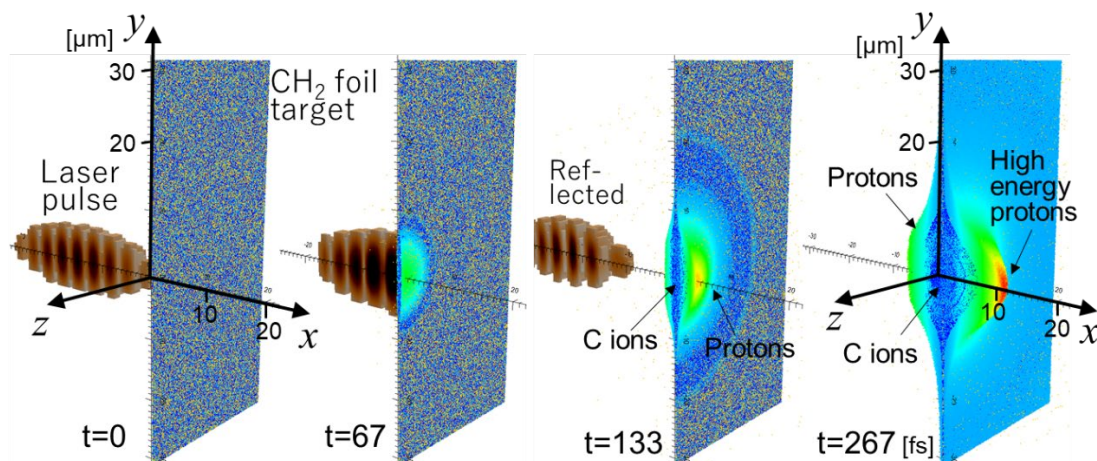 [µm]
y
30
20
CH₂ foil
target
Laser
pulse
10
20
z
x
t=0
t=67
Ref-
lected
C ions
Protons
t=133
[µm]
y
30
20
Protons
High
energy
protons
10
20
z
x
C ions
t=267 [fs]